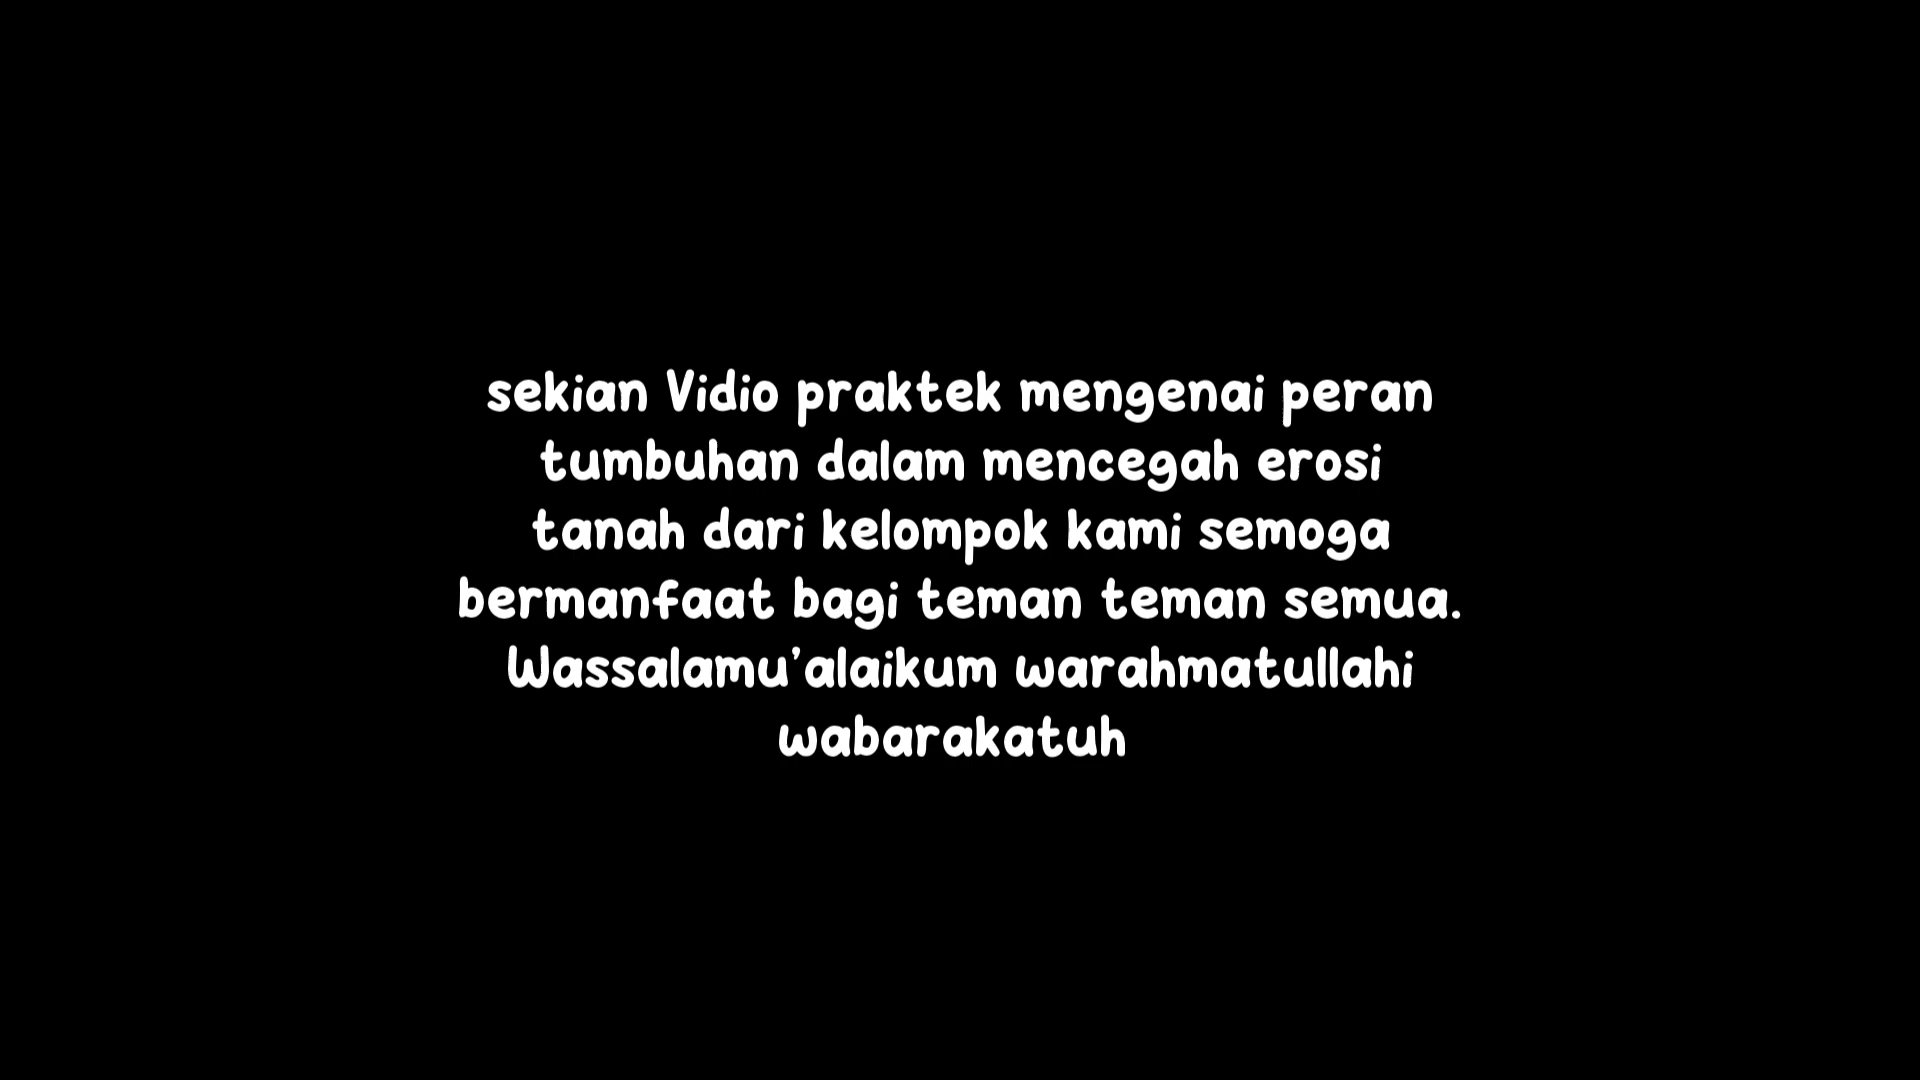 sekian Vidio praktek mengenai peran
tumbuhan dalam mencegah erosi
tanah dari kelompok kami semoga
bermanfaat bagi teman teman semua.
Wassalamu'alaikum warahmatullahi
wabarakatuh